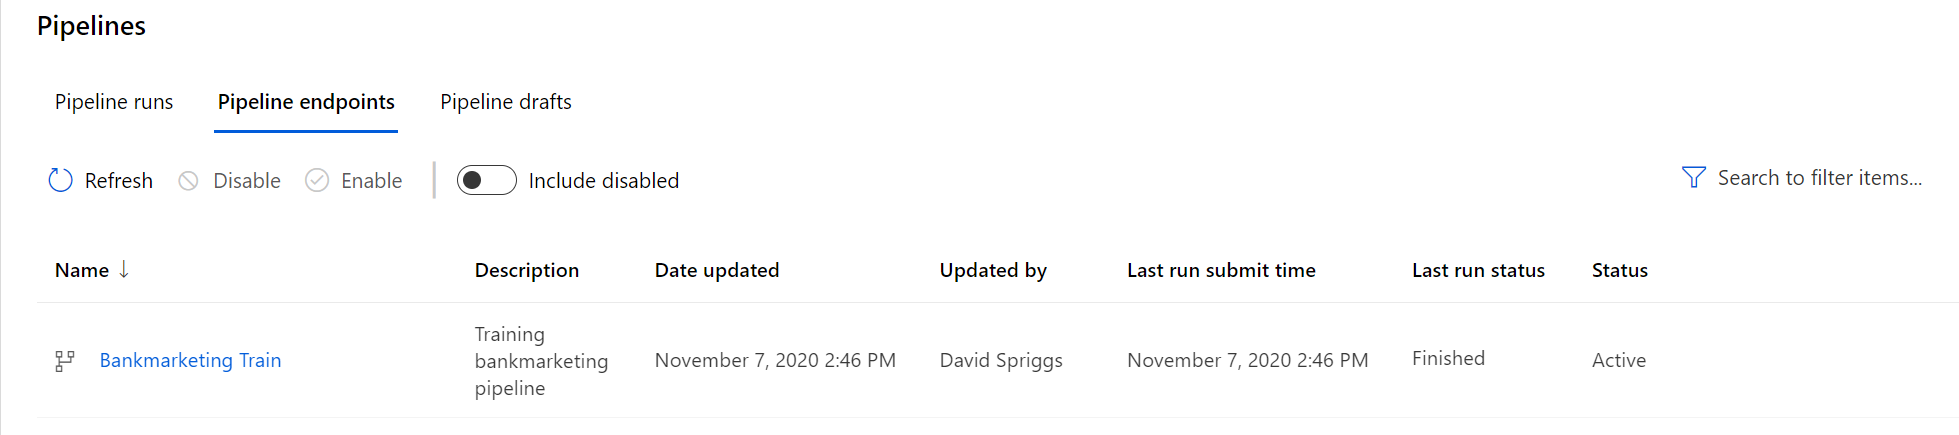 Pipelines
Pipeline runs Pipeline endpoints Pipeline drafts
Refresh Disable Enable Include disabled Search to filter items...
Name ↓ Description Date updated Updated by Last run submit time Last run status Status
Training
bankmarketing
pipeline
Bankmarketing Train November 7, 2020 2:46 PM David Spriggs November 7, 2020 2:46 PM Finished Active